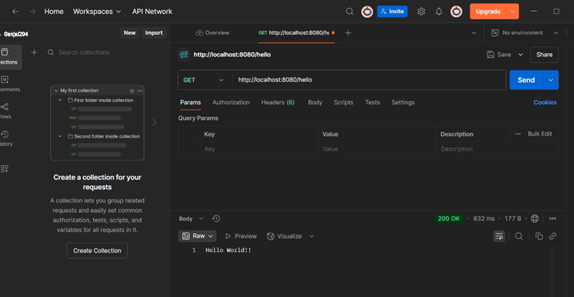 Home Workspaces API Network Invite Upgrade
New Import Overview GET http://localhost:8080/he No environment
Search collections http://localhost:8080/hello Save Share
GET http://localhost:8080/hello Send
My first collection
First folder inside collection
Second folder inside collection
Params Authorization Headers (6) Body Scripts Tests Settings Cookies
Query Params
Key Value Description Bulk Edit
Key Value Description
Create a collection for your
requests
A collection lets you group related
requests and easily set common
authorization, tests, scripts, and
variables for all requests in it.
Create Collection
Body 200 OK 832 ms 177 B
Raw Preview Visualize
1 Hello World!!